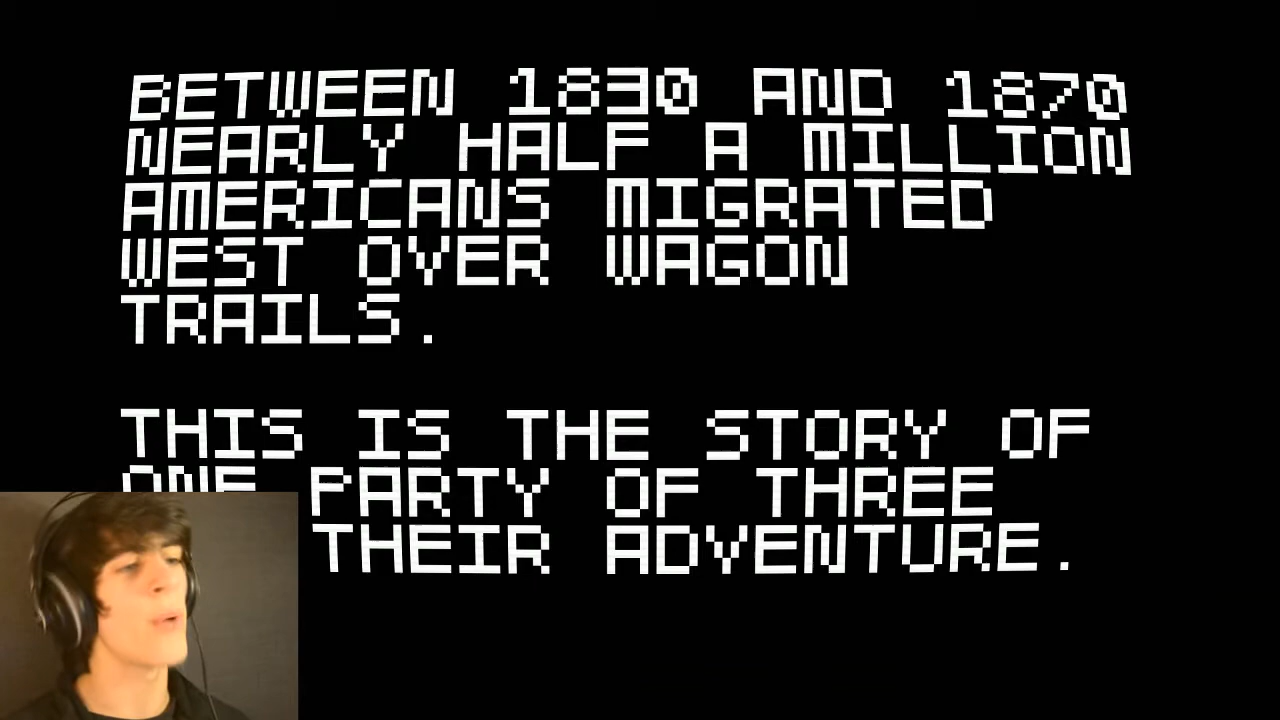 BETWEEN 1830 AND 1870
NEARLY HALF A MILLION
AMERICANS MIGRATED
WEST OVER WAGON
TRAILS.
THIS IS THE STORY OF
ONE PARTY OF THREE
THEIR ADVENTURE.